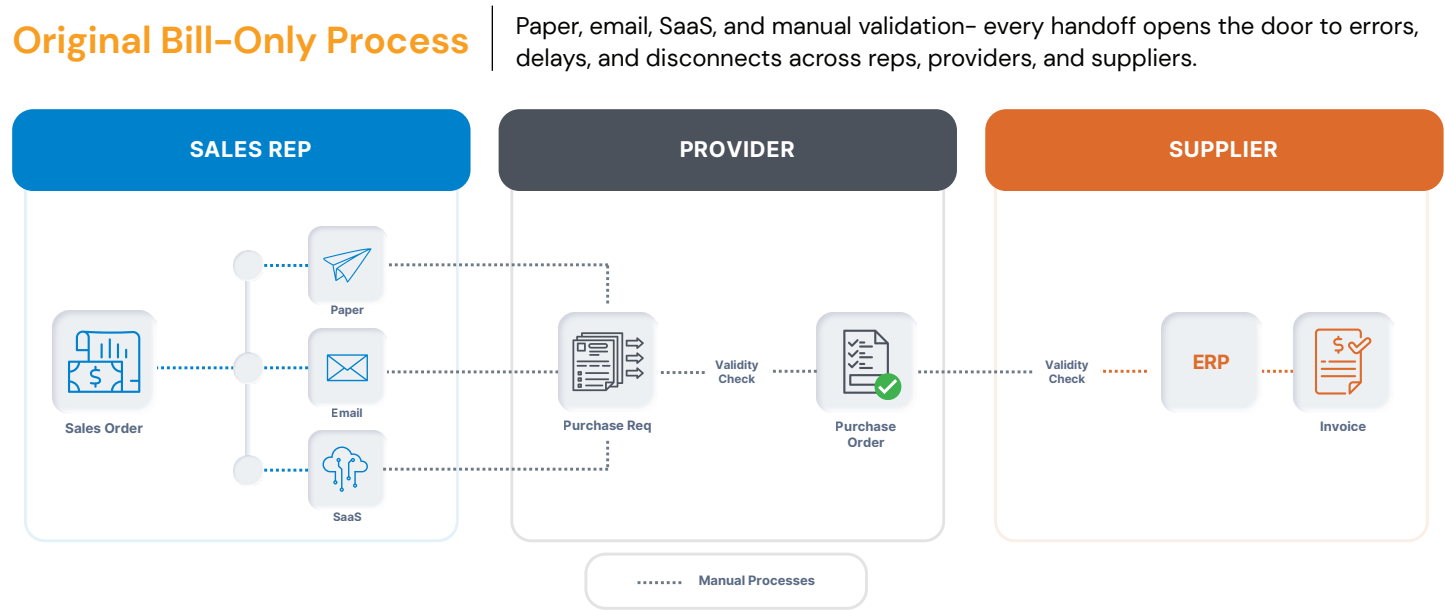 Original Bill-Only Process
Paper, email, SaaS, and manual validation- every handoff opens the door to errors,
delays, and disconnects across reps, providers, and suppliers.
SALES REP
PROVIDER
SUPPLIER
Sales Order
Paper
Email
SaaS
Purchase Req
Validity
Check
Purchase
Order
Validity
Check
ERP
Invoice
Manual Processes